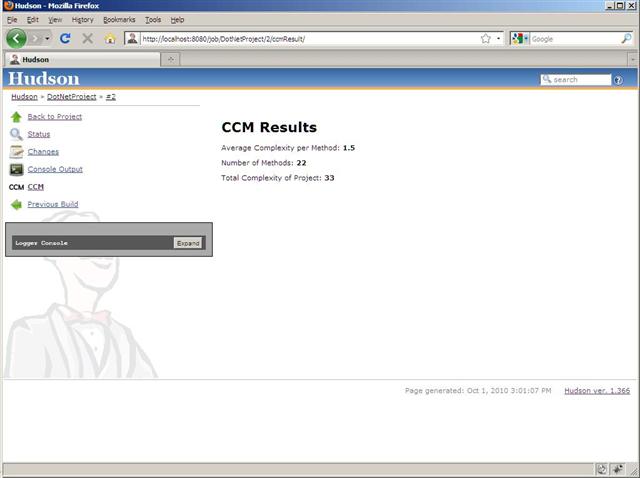 Hudson - Mozilla Firefox
File Edit View History Bookmarks Tools Help
http://localhost:8080/job/DotNetProject/2/ccmResult/
Google
Hudson
Hudson
search
Hudson » DotNetProject » #2
Back to Project
Status
Changes
Console Output
CCM CCM
Previous Build
Logger Console Expand
CCM Results
Average Complexity per Method: 1.5
Number of Methods: 22
Total Complexity of Project: 33
Page generated: Oct 1, 2010 3:01:07 PM Hudson ver. 1.366